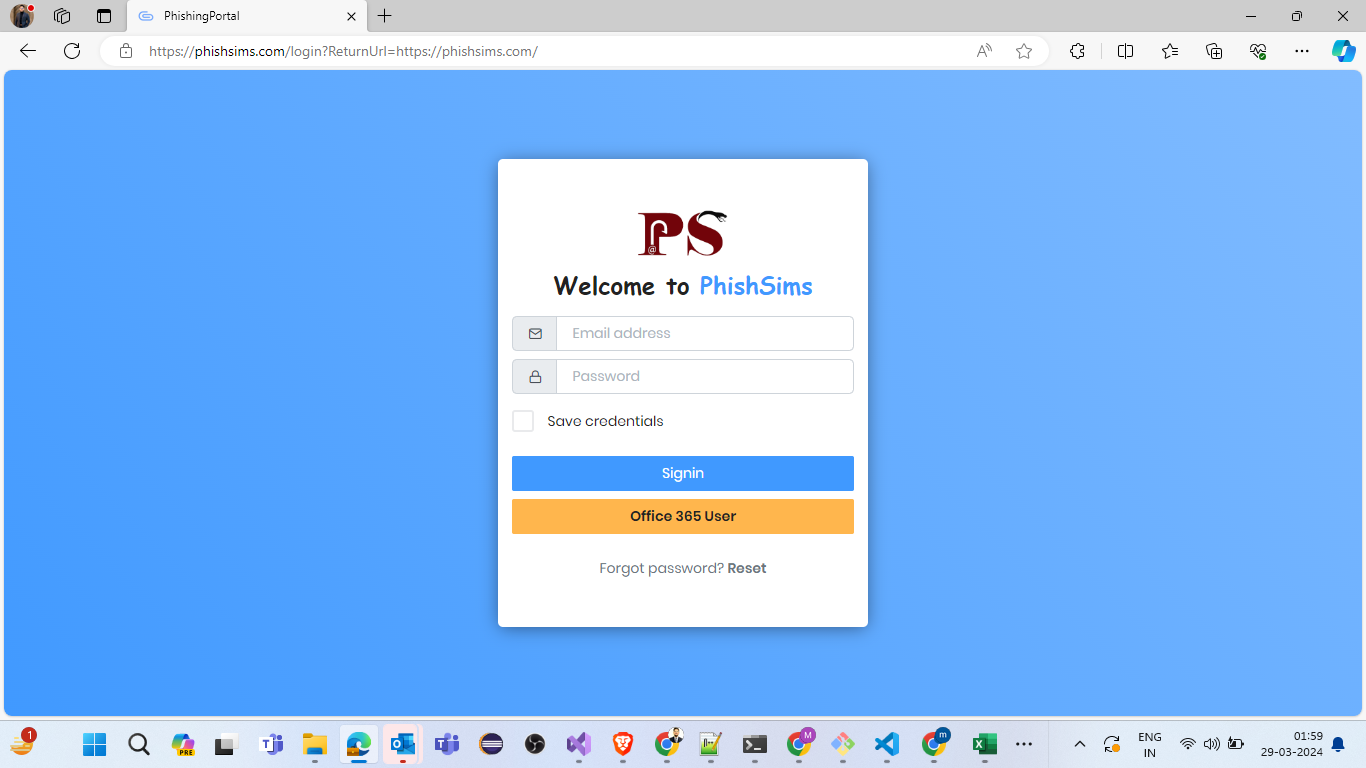 PhishingPortal
https://phishsims.com/login?ReturnUrl=https://phishsims.com/
PS
@
Welcome to PhishSims
Email address
Password
Save credentials
Signin
Office 365 User
Forgot password? Reset
1
PRE
M
m
ENG
IN
01:59
29-03-2024